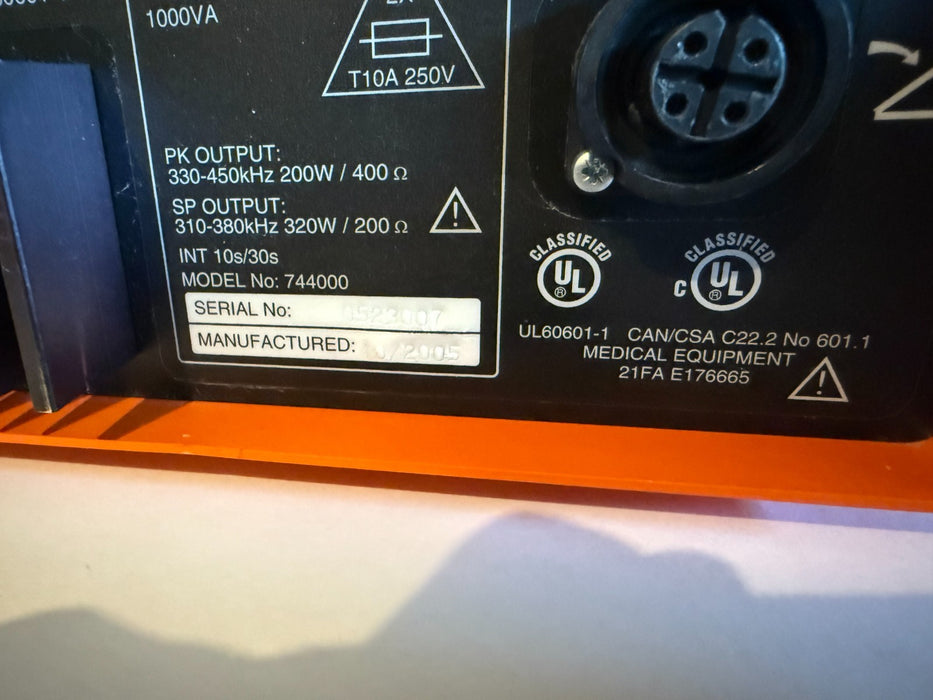 1000VA
T10A 250V
PK OUTPUT:
330-450kHz 200W / 400 Ω
SP OUTPUT:
310-380kHz 320W / 200 Ω
INT 10s/30s
MODEL No: 744000
SERIAL No:
MANUFACTURED: /2005
CLASSIFIED
UL
®
CLASSIFIED
C UL
®
UL60601-1 CAN/CSA C22.2 No 601.1
MEDICAL EQUIPMENT
21FA E176665